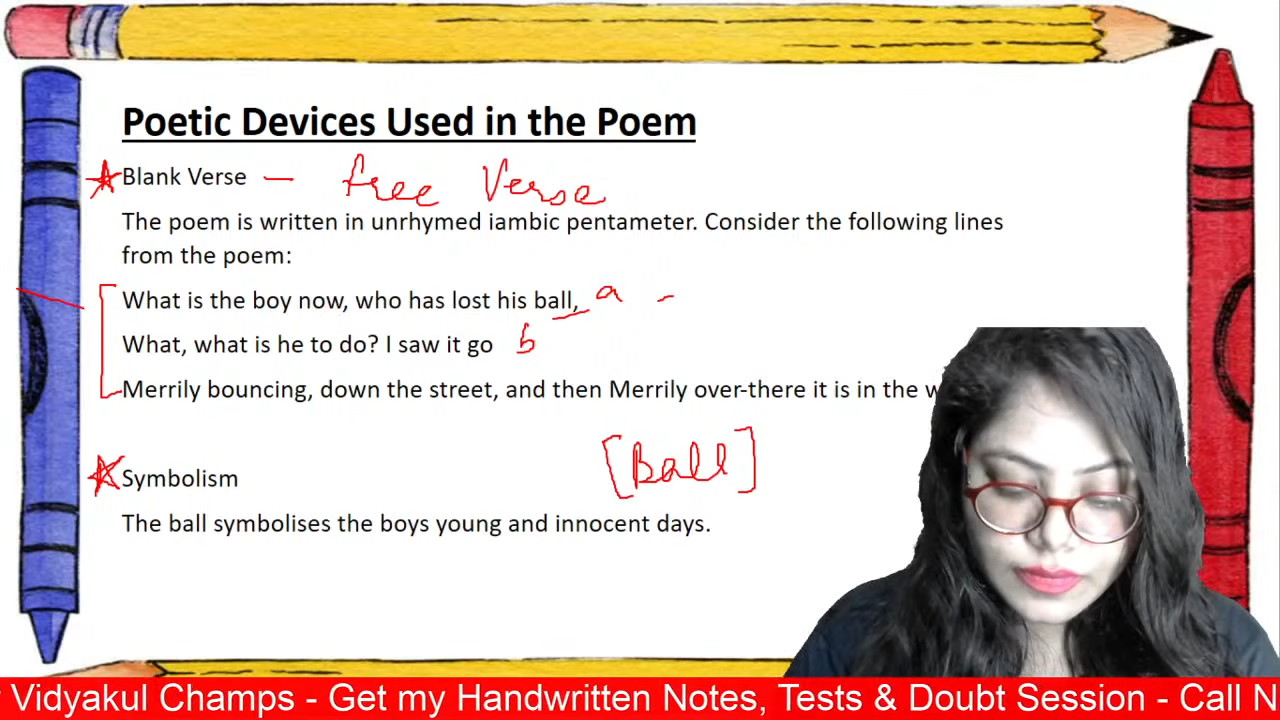 Poetic Devices Used in the Poem
Blank Verse — free Verse
The poem is written in unrhymed iambic pentameter. Consider the following lines
from the poem:
What is the boy now, who has lost his ball, a -
What, what is he to do? I saw it go b
Merrily bouncing, down the street, and then Merrily over-there it is in the
[Ball]
Symbolism
The ball symbolises the boys young and innocent days.
Vidyakul Champs - Get my Handwritten Notes, Tests & Doubt Session - Call